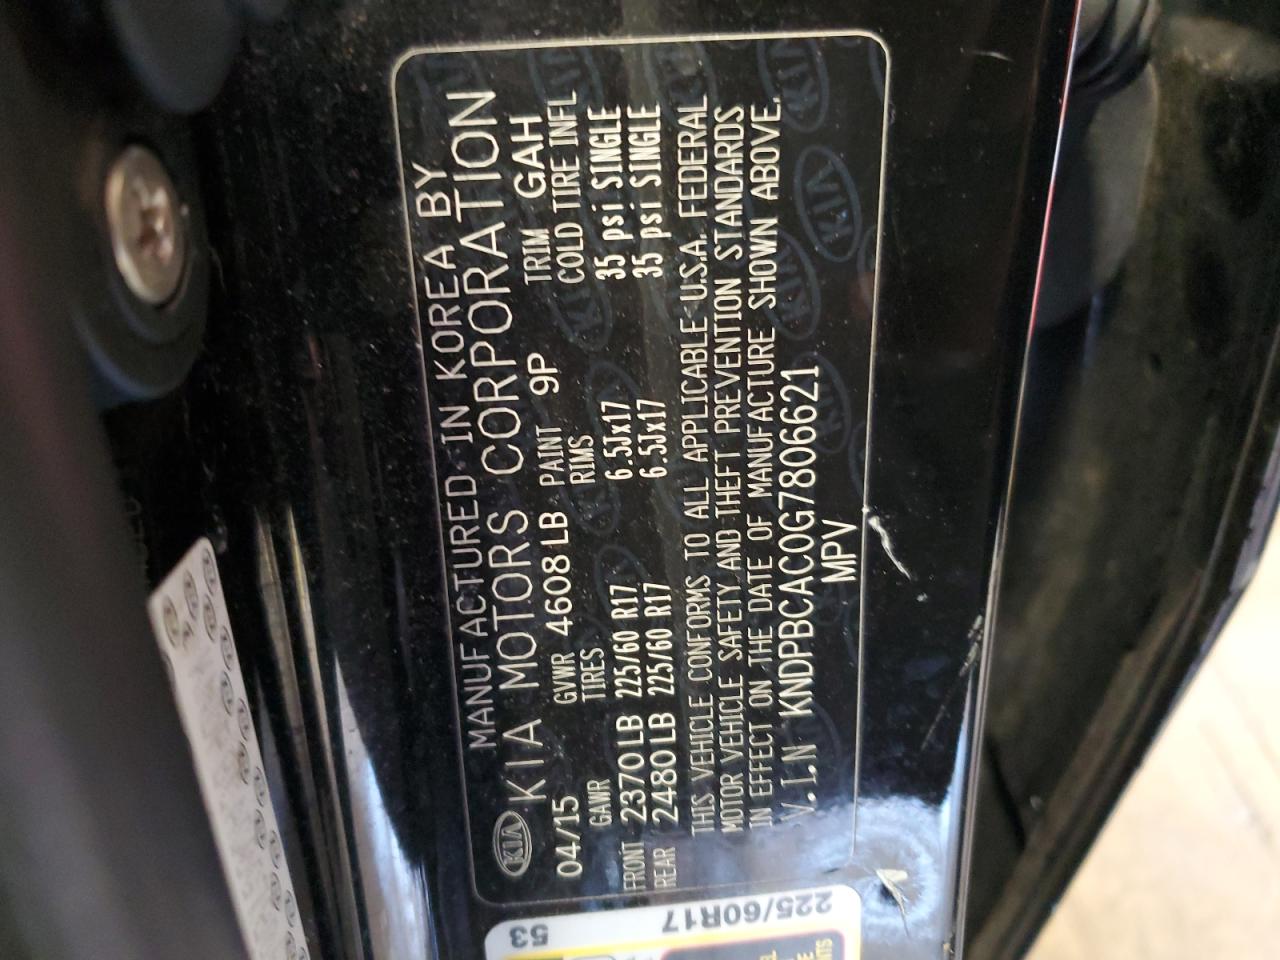 MANUFACTURED IN KOREA BY
KIA KIA MOTORS CORPORATION
04/15 GVWR 4608LB PAINT 9P TRIM GAH
GAWR TIRES RIMS COLD TIRE INFL
FRONT 2370LB 225/60 R17 6.5Jx17 35 psi SINGLE
REAR 2480LB 225/60 R17 6.5Jx17 35 psi SINGLE
THIS VEHICLE CONFORMS TO ALL APPLICABLE U.S.A. FEDERAL
MOTOR VEHICLE SAFETY AND THEFT PREVENTION STANDARDS
IN EFFECT ON THE DATE OF MANUFACTURE SHOWN ABOVE.
V.I.N KNDPBCAC0G7806621
MPV
225/60R17
53